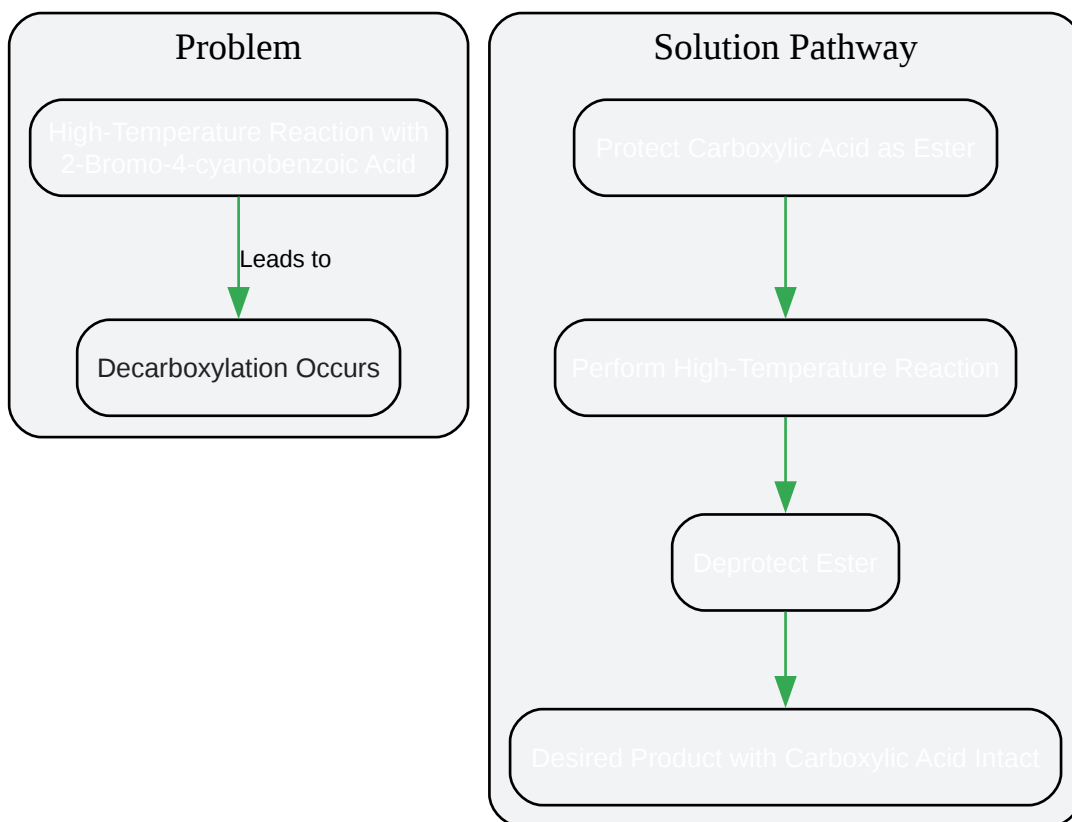 Problem
High-Temperature Reaction with
2-Bromo-4-cyanobenzoic Acid
Leads to
Decarboxylation Occurs
Solution Pathway
Protect Carboxylic Acid as Ester
Perform High-Temperature Reaction
Deprotect Ester
Desired Product with Carboxylic Acid Intact